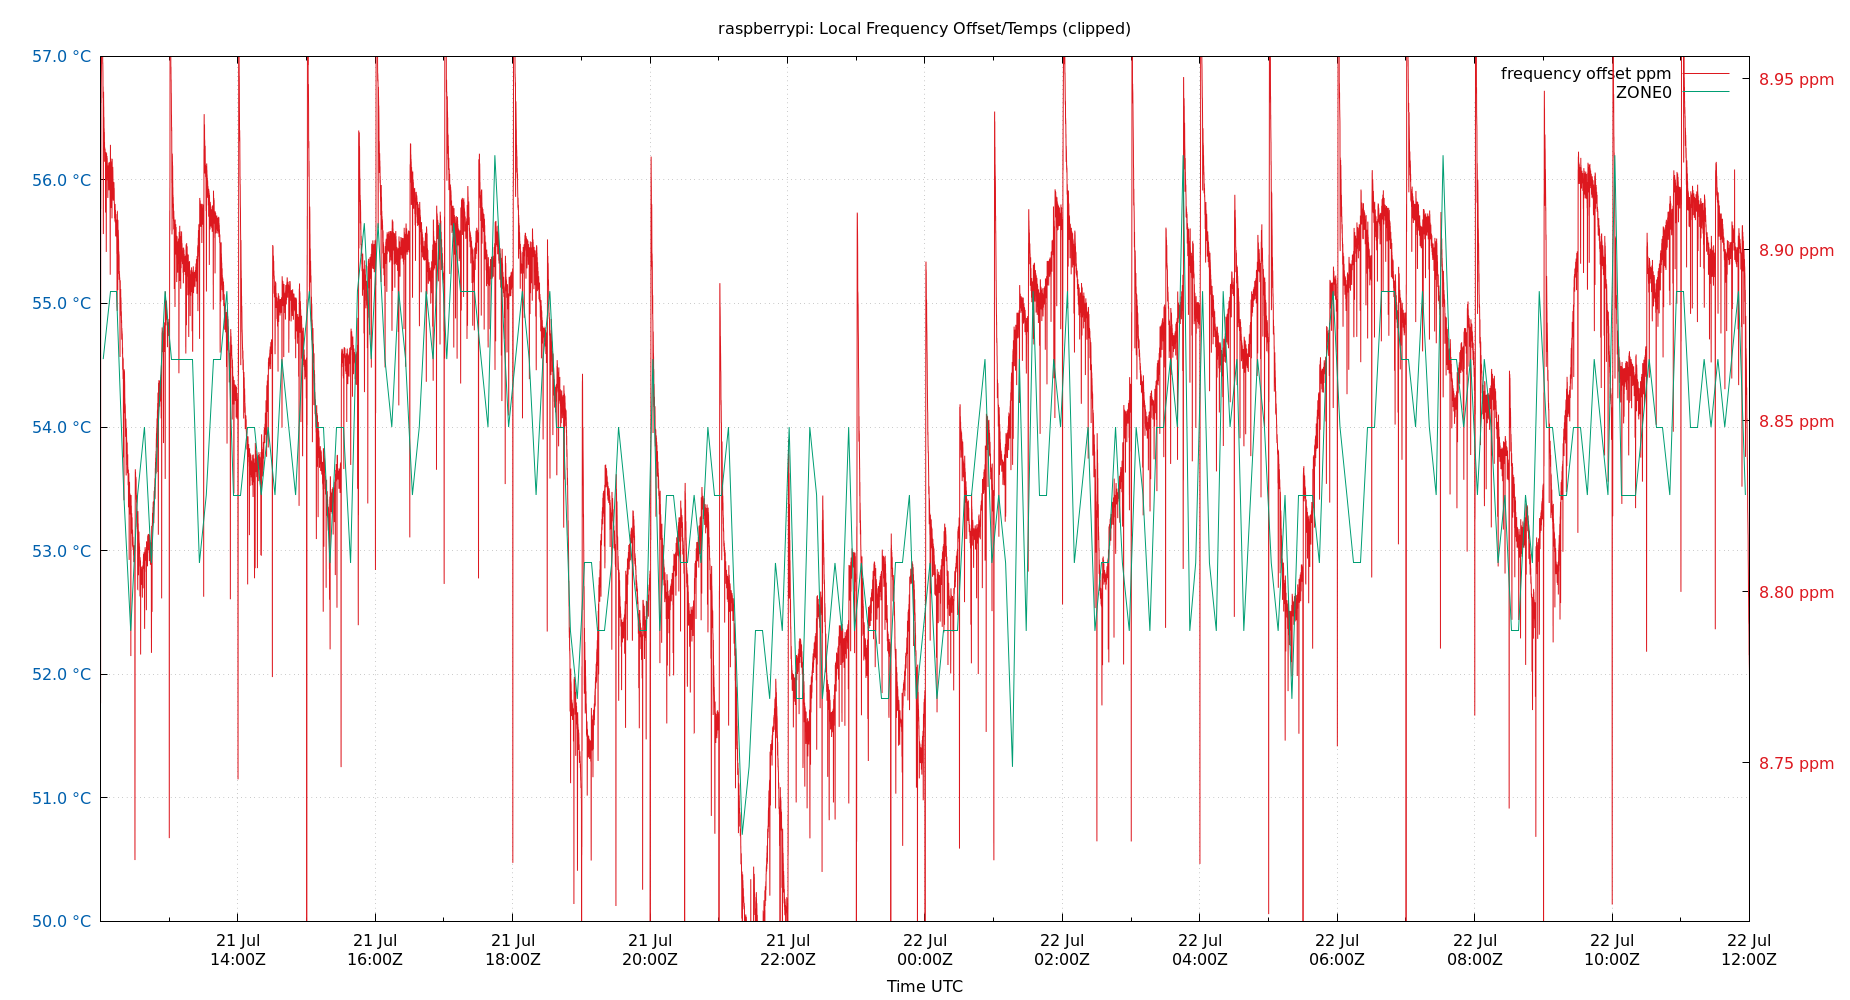 raspberrypi: Local Frequency Offset/Temps (clipped)
57.0 °C
56.0 °C
55.0 °C
54.0 °C
53.0 °C
52.0 °C
51.0 °C
50.0 °C
frequency offset ppm
ZONE0
8.95 ppm
8.90 ppm
8.85 ppm
8.80 ppm
8.75 ppm
21 Jul 21 Jul 21 Jul 21 Jul 21 Jul 22 Jul 22 Jul 22 Jul 22 Jul 22 Jul 22 Jul 22 Jul
14:00Z 16:00Z 18:00Z 20:00Z 22:00Z 00:00Z 02:00Z 04:00Z 06:00Z 08:00Z 10:00Z 12:00Z
Time UTC